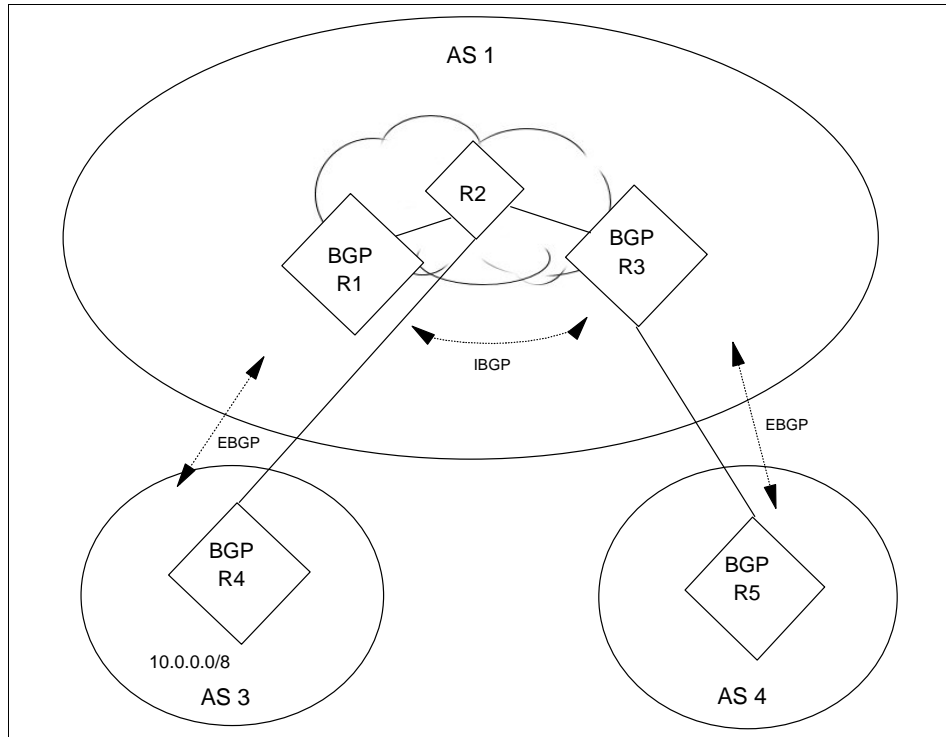 AS 1
R2
BGP
R1
BGP
R3
IBGP
EBGP
EBGP
BGP
R4
BGP
R5
10.0.0.0/8
AS 3
AS 4